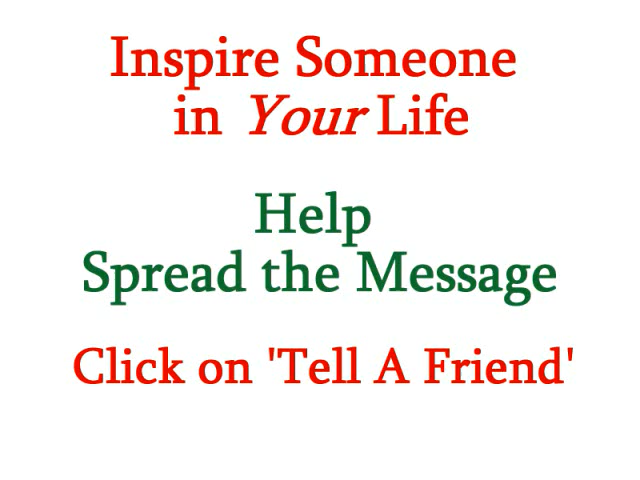 Inspire Someone
in Your Life
Help
Spread the Message
Click on 'Tell A Friend'